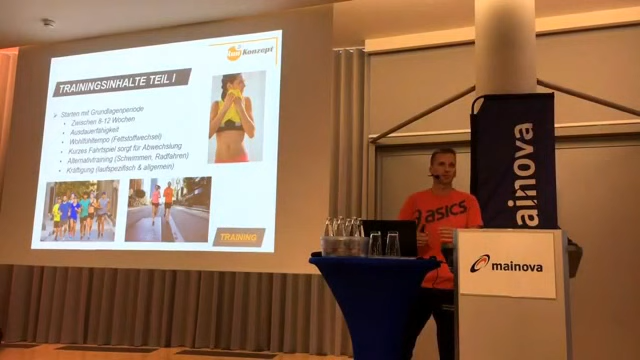 Konzept
TRAININGSINHALTE TEIL I
Starten mit Grundlagenperiode
Zwischen 8-12 Wochen
Ausdauerfähigkeit
Wohlfühltempo (Fettstoffwechsel)
Kurzes Fahrtspiel sorgt für Abwechslung
Alternativtraining (Schwimmen, Radfahren)
Kräftigung (laufspezifisch & allgemein)
TRAINING
asics
mainova
mainova